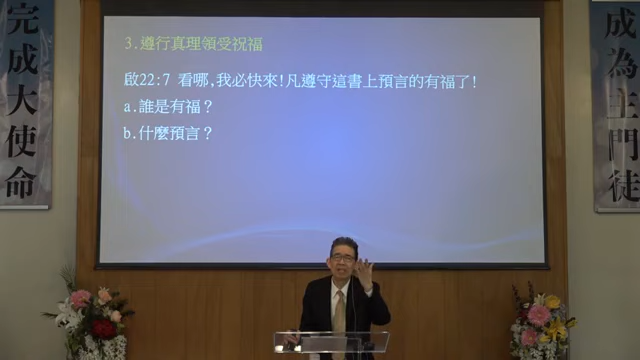 完成大使命
3.遵行真理領受祝福
啟22:7 看哪,我必快來!凡遵守這書上預言的有福了!
a.誰是有福?
b.什麼預言?
成為主門徒